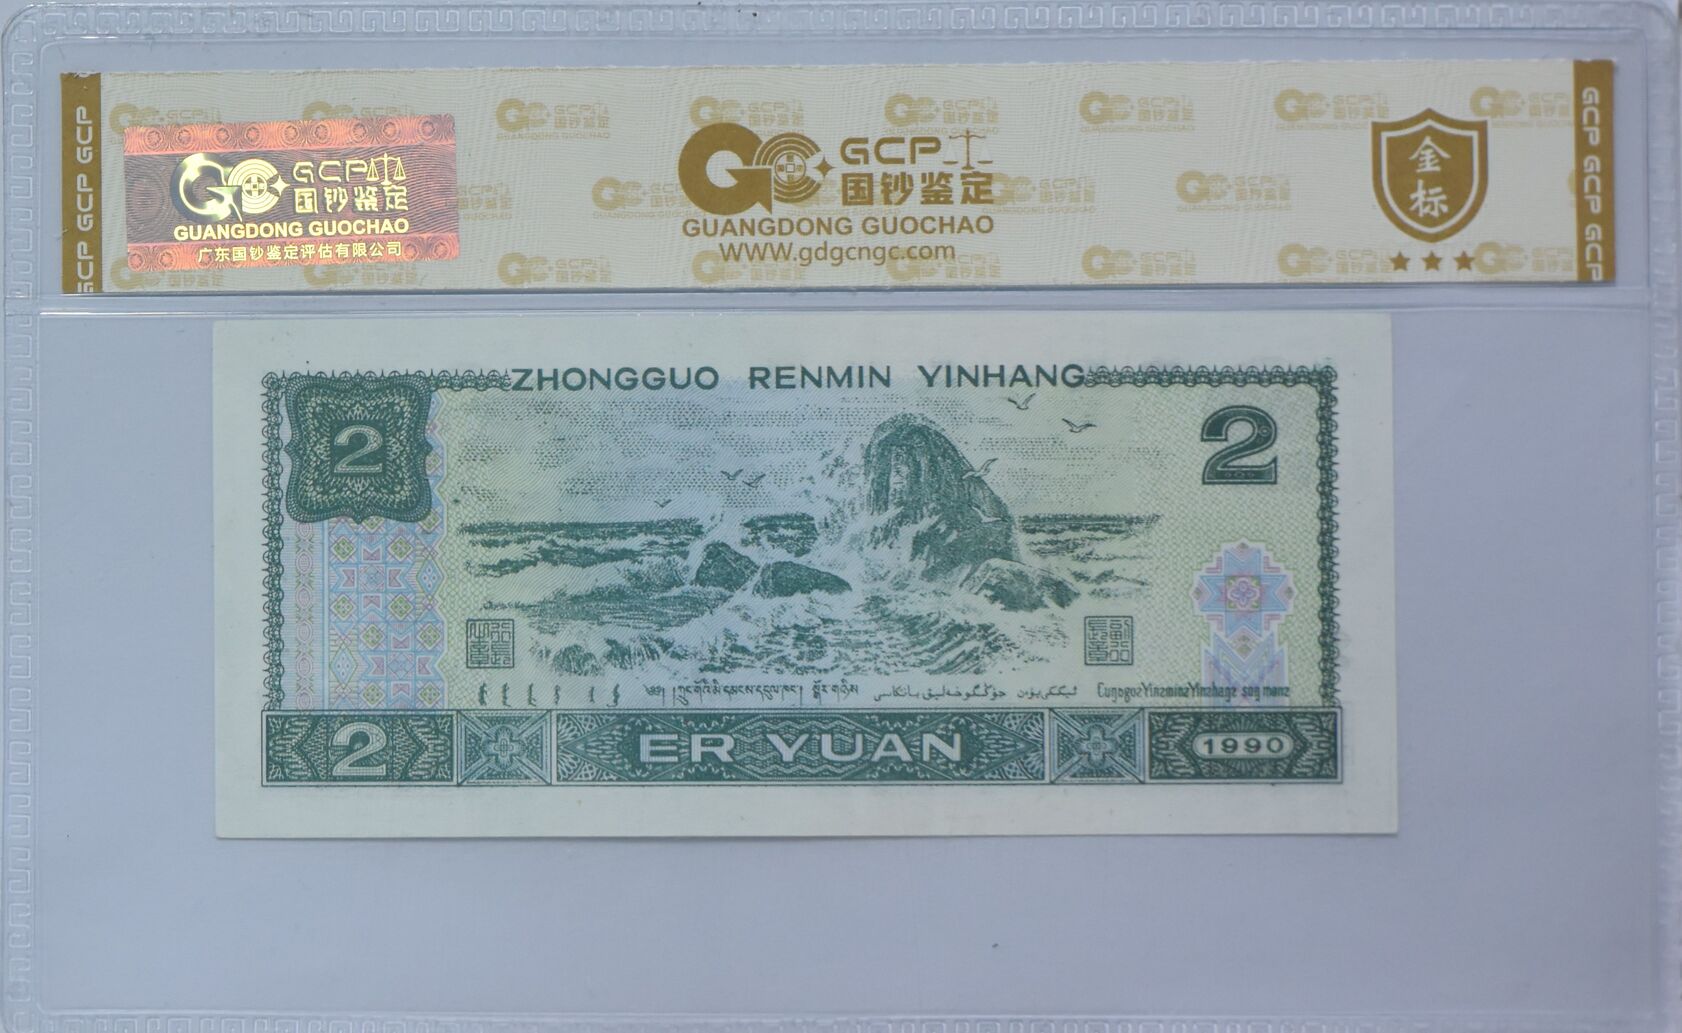 GCP GCP GCP
GCP
国钞鉴定
GUANGDONG GUOCHAO
广东国钞鉴定评估有限公司
GCP
国钞鉴定
GUANGDONG GUOCHAO
WWW.gdgcngc.com
金
标
GCP GCP GCP
ZHONGGUO RENMIN YINHANG
2
2
2
ER YUAN
1990